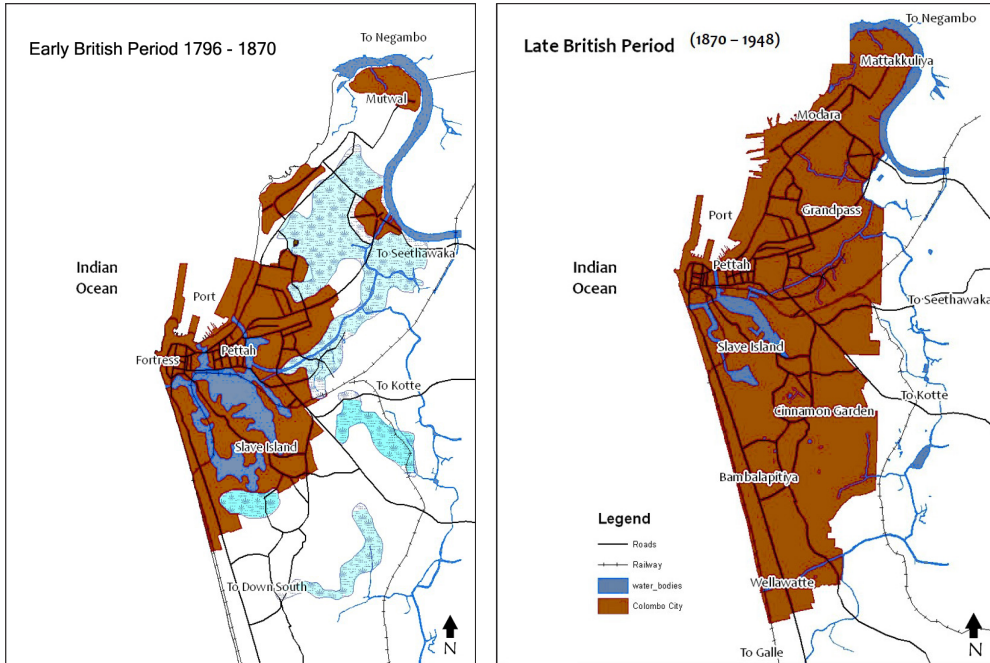 Early British Period 1796 - 1870
To Negambo
Mutwal
To Seethawaka
Indian
Ocean
Port
Fortress
Pettah
To Kotte
Slave Island
To Down South
N
Late British Period (1870 – 1948)
To Negambo
Mattakkuliya
Modara
Grandpass
Port
Pettah
Indian
Ocean
To Seethawaka
Slave Island
To Kotte
Cinnamon Garden
Bambalapitiya
Legend
Roads
Railway
water_bodies
Colombo City
Wellawatte
To Galle
N